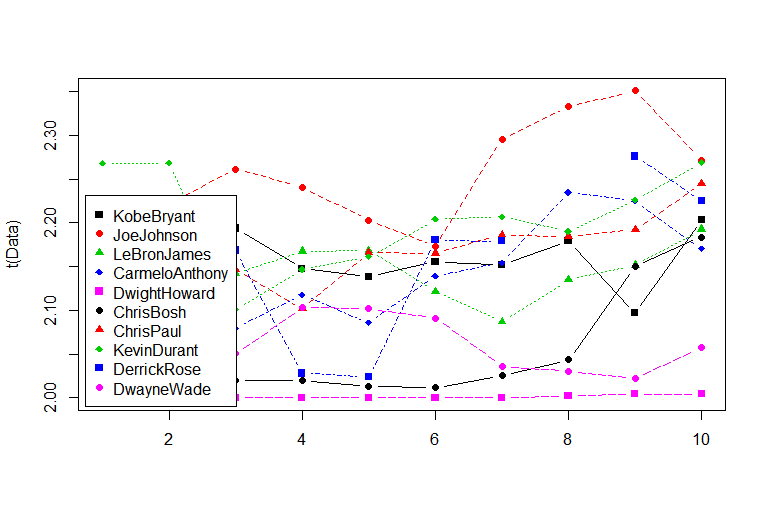 t(Data)
2.30
2.20
2.10
2.00
KobeBryant
JoeJohnson
LeBronJames
CarmeloAnthony
DwightHoward
ChrisBosh
ChrisPaul
KevinDurant
DerrickRose
DwayneWade
2 4 6 8 10